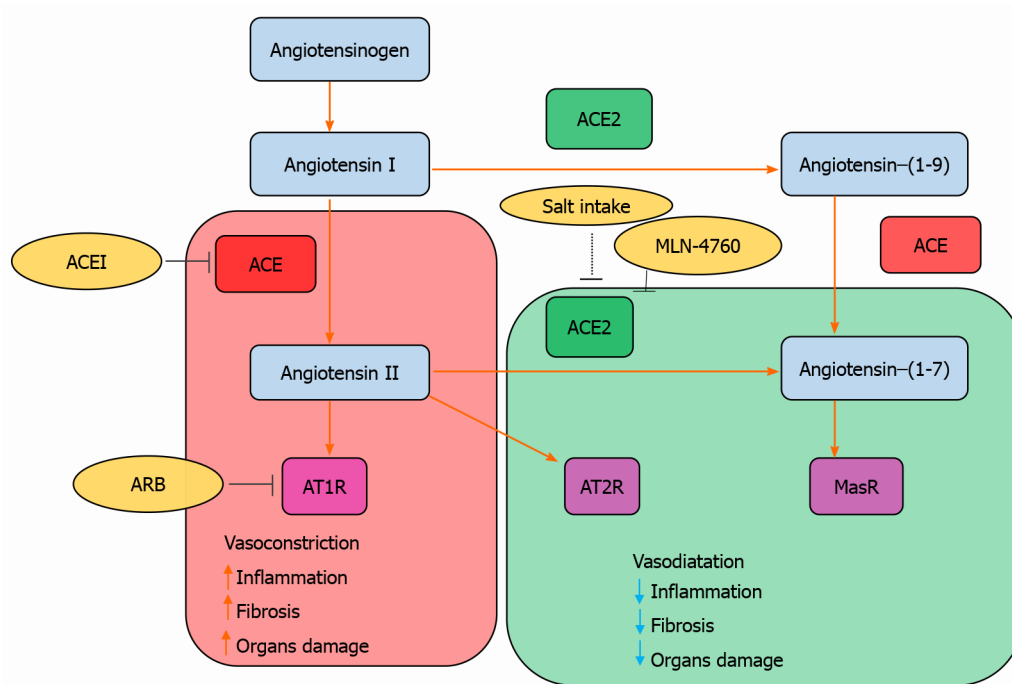 Angiotensinogen
ACE2
Angiotensin I
Angiotensin–(1-9)
Salt intake
MLN-4760
ACEI
ACE
ACE
ACE2
Angiotensin II
Angiotensin–(1-7)
ARB
AT1R
AT2R
MasR
Vasoconstriction
Inflammation
Fibrosis
Organs damage
Vasodiatation
Inflammation
Fibrosis
Organs damage